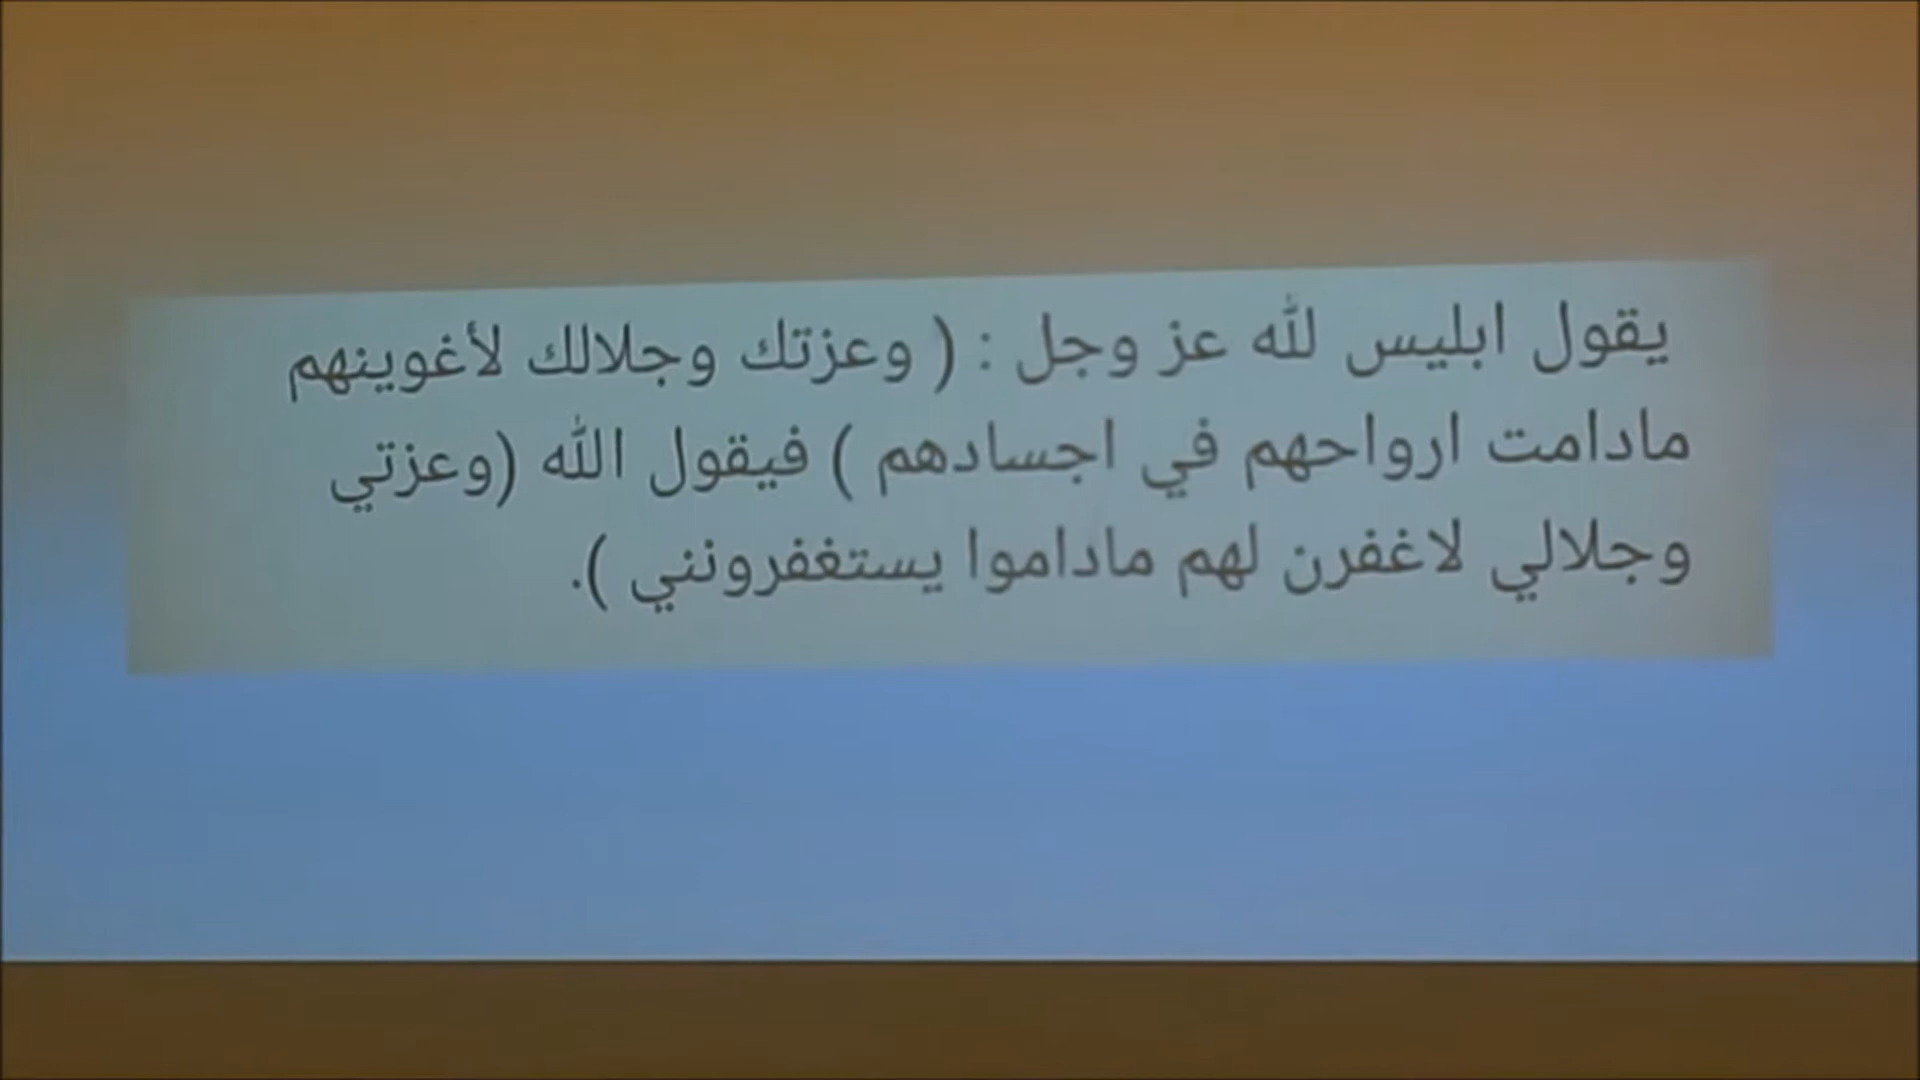 يقول ابليس لله عز وجل : ( وعزتك وجلالك لأغوينهم
مادامت ارواحهم في اجسادهم ) فيقول الله (وعزتي
وجلالي لاغفرن لهم ماداموا يستغفرونني ).